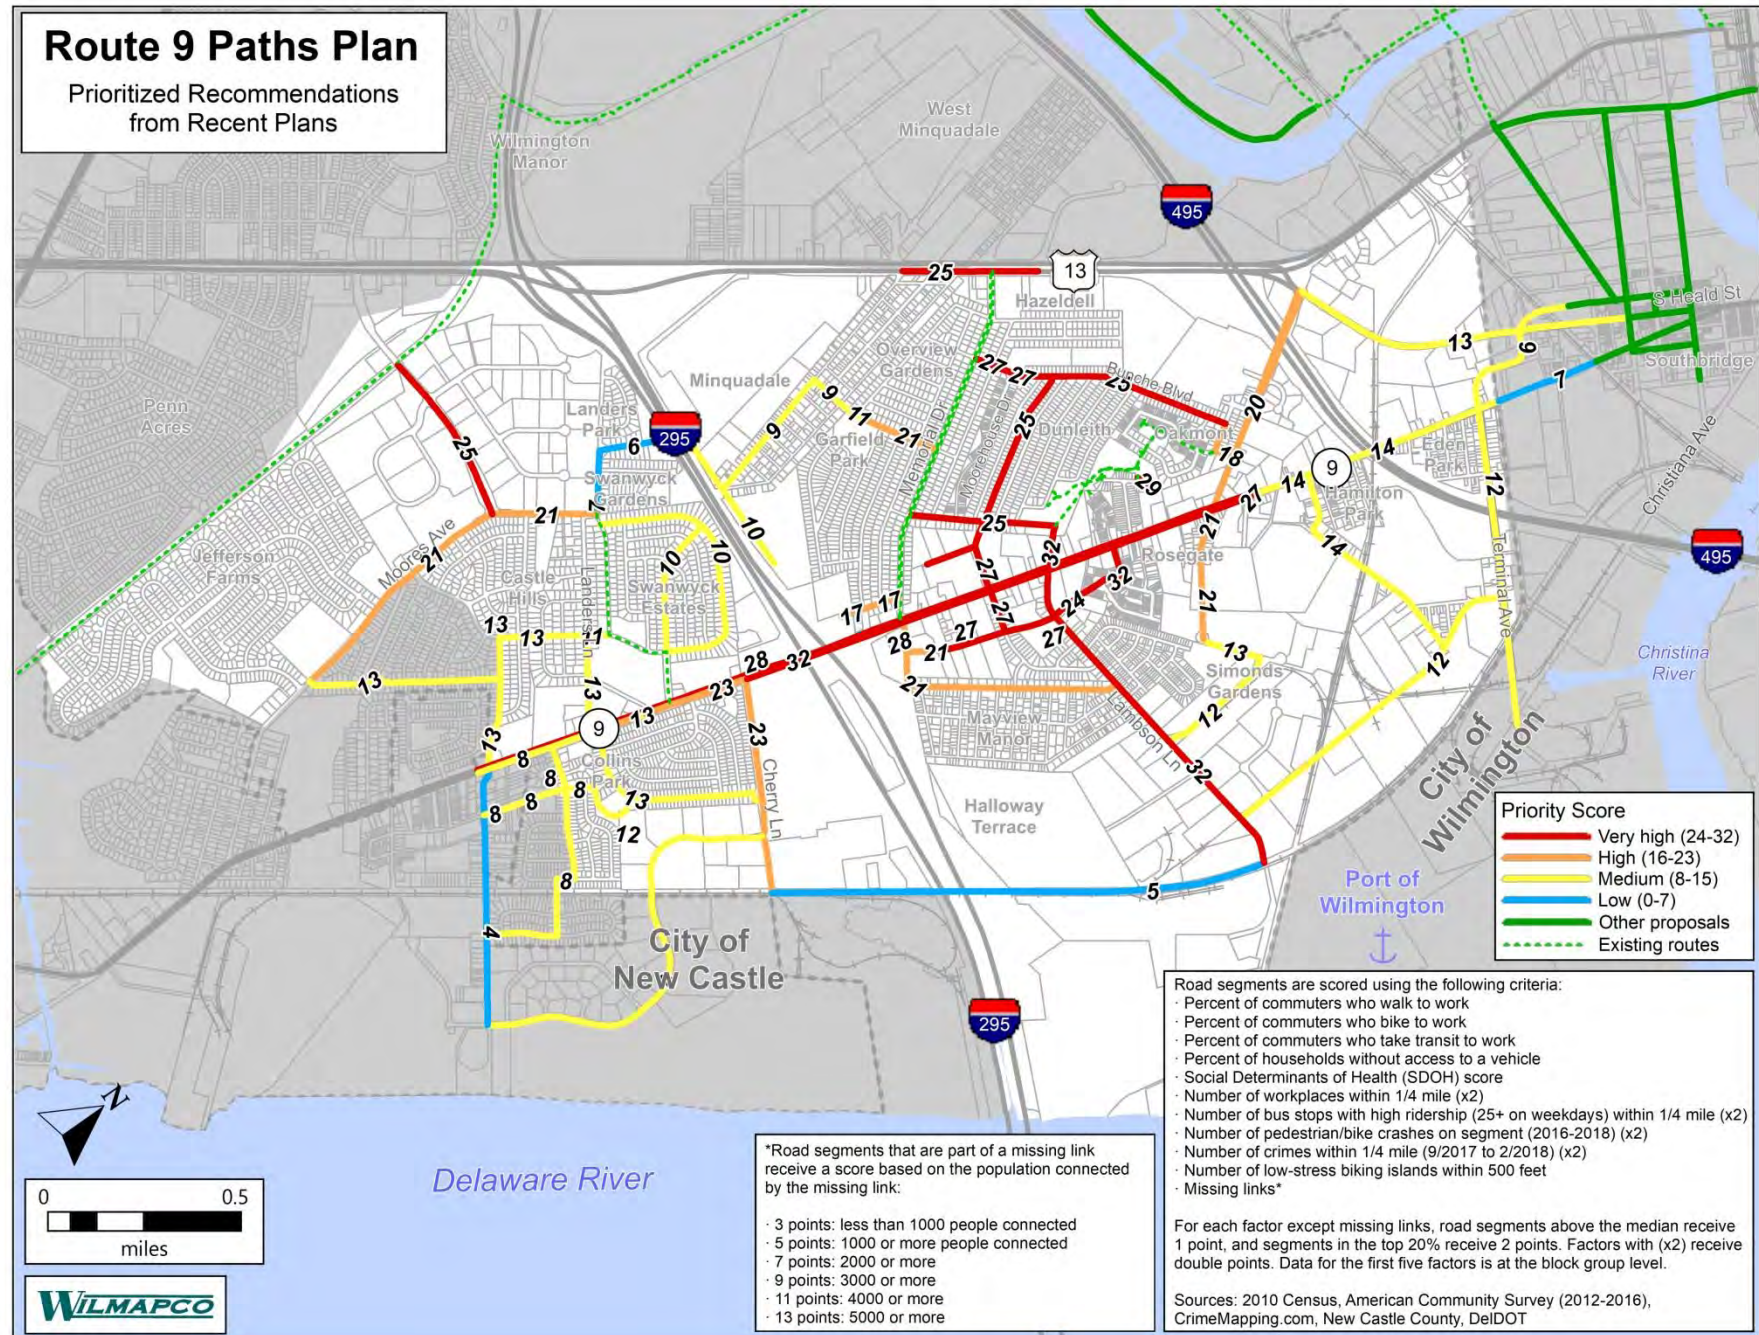 Route 9 Paths Plan
Prioritized Recommendations
from Recent Plans
Wilmington
Manor
West
Minquadale
495
13
25
Hazeldell
S Heald St
Southbridge
13
6
7
Penn
Acres
Landers
Park
6
295
Minquadale
9
9
11
21
Overview
Gardens
Garfield
Park
Memorial Dr
Moorehouse Dr
27
27
25
Bunche Blvd
25
Dunleith
Oakmont
20
18
29
9
14
14
Eden
Park
Hamilton
Park
Christiana Ave
12
Terminal Ave
495
25
Swanwyck
Gardens
7
21
10
10
10
Moores Ave
21
Jefferson
Farms
Castle
Hills
Landers Ln
Swanwyck
Estates
25
32
27
21
27
14
Rosegate
32
24
21
27
27
27
17
17
28
21
21
13
13
11
13
13
13
28
32
23
13
9
8
Collins
Park
8
8
8
8
13
12
23
Cherry Ln
Mayview
Manor
Lambson Ln
32
13
Simonds
Gardens
12
12
Halloway
Terrace
Christina
River
City of
Wilmington
8
4
City of
New Castle
5
Port of
Wilmington
295
Priority Score
Very high (24-32)
High (16-23)
Medium (8-15)
Low (0-7)
Other proposals
Existing routes
Road segments are scored using the following criteria:
· Percent of commuters who walk to work
· Percent of commuters who bike to work
· Percent of commuters who take transit to work
· Percent of households without access to a vehicle
· Social Determinants of Health (SDOH) score
· Number of workplaces within 1/4 mile (x2)
· Number of bus stops with high ridership (25+ on weekdays) within 1/4 mile (x2)
· Number of pedestrian/bike crashes on segment (2016-2018) (x2)
· Number of crimes within 1/4 mile (9/2017 to 2/2018) (x2)
· Number of low-stress biking islands within 500 feet
· Missing links*
For each factor except missing links, road segments above the median receive
1 point, and segments in the top 20% receive 2 points. Factors with (x2) receive
double points. Data for the first five factors is at the block group level.
Sources: 2010 Census, American Community Survey (2012-2016),
CrimeMapping.com, New Castle County, DelDOT
*Road segments that are part of a missing link
receive a score based on the population connected
by the missing link:
· 3 points: less than 1000 people connected
· 5 points: 1000 or more people connected
· 7 points: 2000 or more
· 9 points: 3000 or more
· 11 points: 4000 or more
· 13 points: 5000 or more
Delaware River
N
0 0.5
miles
WILMAPCO